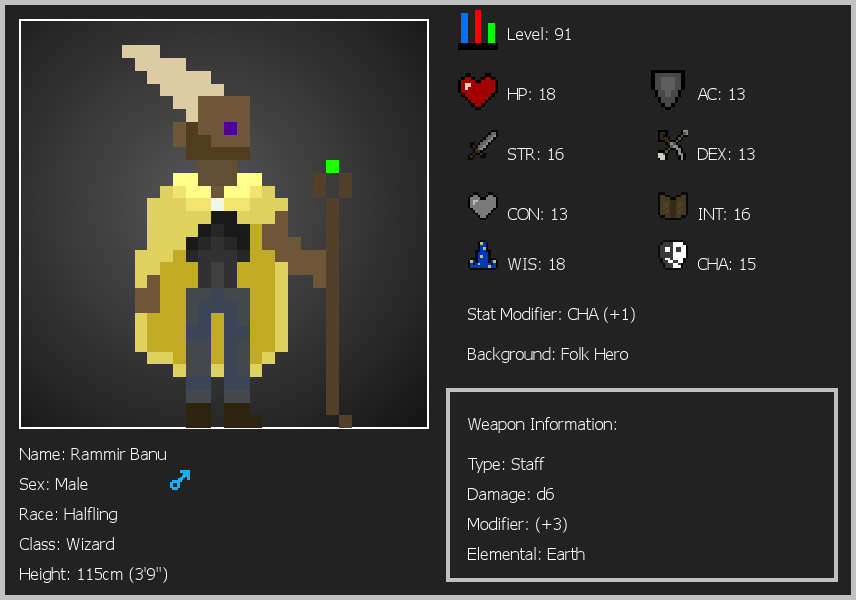 Level: 91
HP: 18
AC: 13
STR: 16
DEX: 13
CON: 13
INT: 16
WIS: 18
CHA: 15
Stat Modifier: CHA (+1)
Background: Folk Hero
Weapon Information:
Type: Staff
Damage: d6
Modifier: (+3)
Elemental: Earth
Name: Rammir Banu
Sex: Male
Race: Halfling
Class: Wizard
Height: 115cm (3'9")